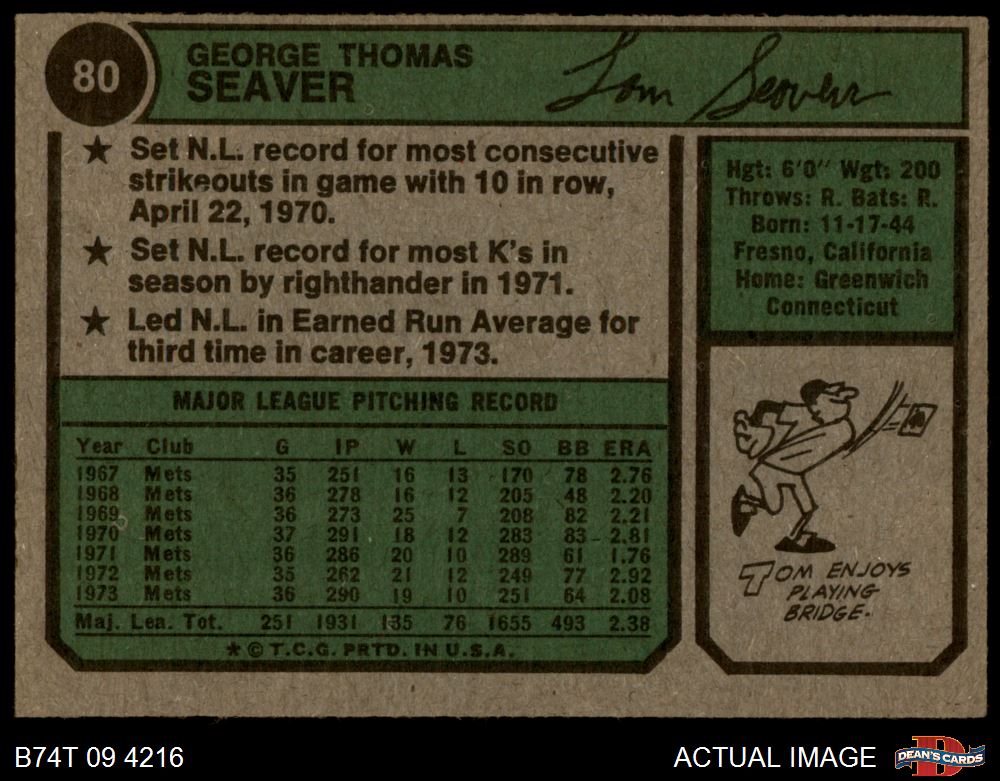 80
GEORGE THOMAS
SEAVER
Tom Seaver
★ Set N.L. record for most consecutive
strikeouts in game with 10 in row,
April 22, 1970.
★ Set N.L. record for most K's in
season by righthander in 1971.
★ Led N.L. in Earned Run Average for
third time in career, 1973.
MAJOR LEAGUE PITCHING RECORD
Year Club G IP W L SO BB ERA
1967 Mets 35 251 16 13 170 78 2.76
1968 Mets 36 278 16 12 205 48 2.20
1969 Mets 36 273 25 7 208 82 2.21
1970 Mets 37 291 18 12 283 83 2.81
1971 Mets 36 286 20 10 289 61 1.76
1972 Mets 35 262 21 12 249 77 2.92
1973 Mets 36 290 19 10 251 64 2.08
Maj. Lea. Tot. 251 1931 135 76 1655 493 2.38
★ © T.C.G. PRTD. IN U.S.A.
Hgt: 6'0" Wgt: 200
Throws: R. Bats: R.
Born: 11-17-44
Fresno, California
Home: Greenwich
Connecticut
TOM ENJOYS
PLAYING
BRIDGE.
B74T 09 4216
ACTUAL IMAGE
D
DEAN'S CARDS